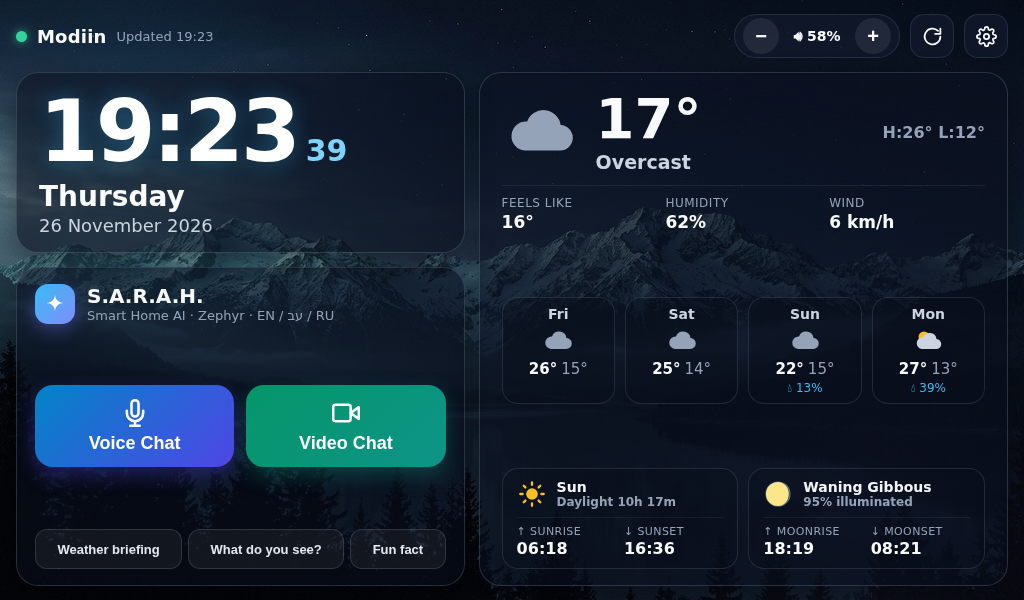 Modiin Updated 19:23
− 58% +
19:23 39
Thursday
26 November 2026
S.A.R.A.H.
Smart Home AI · Zephyr · EN / עב / RU
Voice Chat
Video Chat
Weather briefing
What do you see?
Fun fact
17°
Overcast
H:26° L:12°
FEELS LIKE HUMIDITY WIND
16° 62% 6 km/h
Fri Sat Sun Mon
26° 15° 25° 14° 22° 15° 27° 13°
13% 39%
Sun
Daylight 10h 17m
↑ SUNRISE ↓ SUNSET
06:18 16:36
Waning Gibbous
95% illuminated
↑ MOONRISE ↓ MOONSET
18:19 08:21